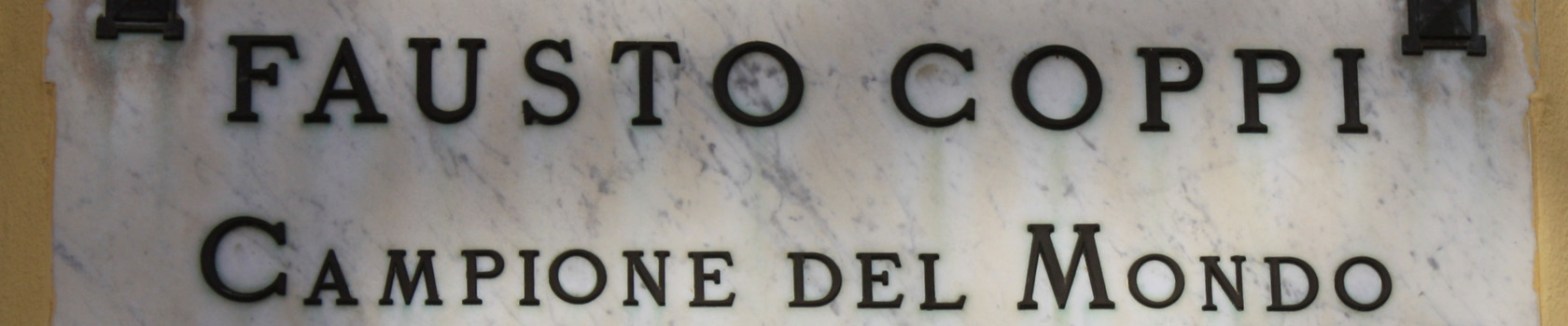 FAUSTO COPPI
CAMPIONE DEL MONDO